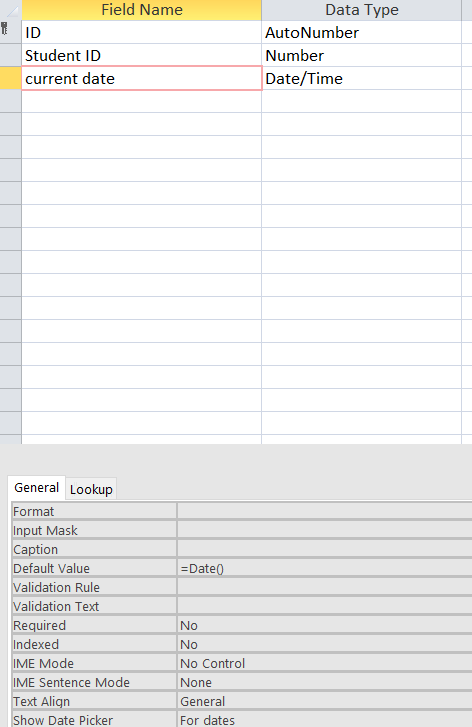 Field Name Data Type
ID AutoNumber
Student ID Number
current date Date/Time
General Lookup
Format
Input Mask
Caption
Default Value =Date()
Validation Rule
Validation Text
Required No
Indexed No
IME Mode No Control
IME Sentence Mode None
Text Align General
Show Date Picker For dates